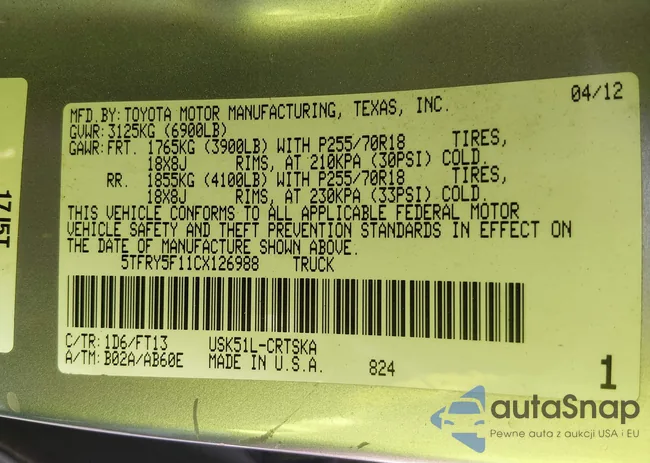 04/12
MFD.BY:TOYOTA MOTOR MANUFACTURING, TEXAS, INC.
GVWR:3125KG (6900LB)
GAWR:FRT. 1765KG (3900LB) WITH P255/70R18 TIRES,
18X8J RIMS, AT 210KPA (30PSI) COLD.
RR. 1855KG (4100LB) WITH P255/70R18 TIRES,
18X8J RIMS, AT 230KPA (33PSI) COLD.
THIS VEHICLE CONFORMS TO ALL APPLICABLE FEDERAL MOTOR
VEHICLE SAFETY AND THEFT PREVENTION STANDARDS IN EFFECT ON
THE DATE OF MANUFACTURE SHOWN ABOVE.
5TFRY5F11CX126988 TRUCK
C/TR:1D6/FT13 USK51L-CRTSKA
A/TM:B02A/AB60E MADE IN U.S.A. 824 1
autaSnap
Pewne auta z aukcji USA i EU